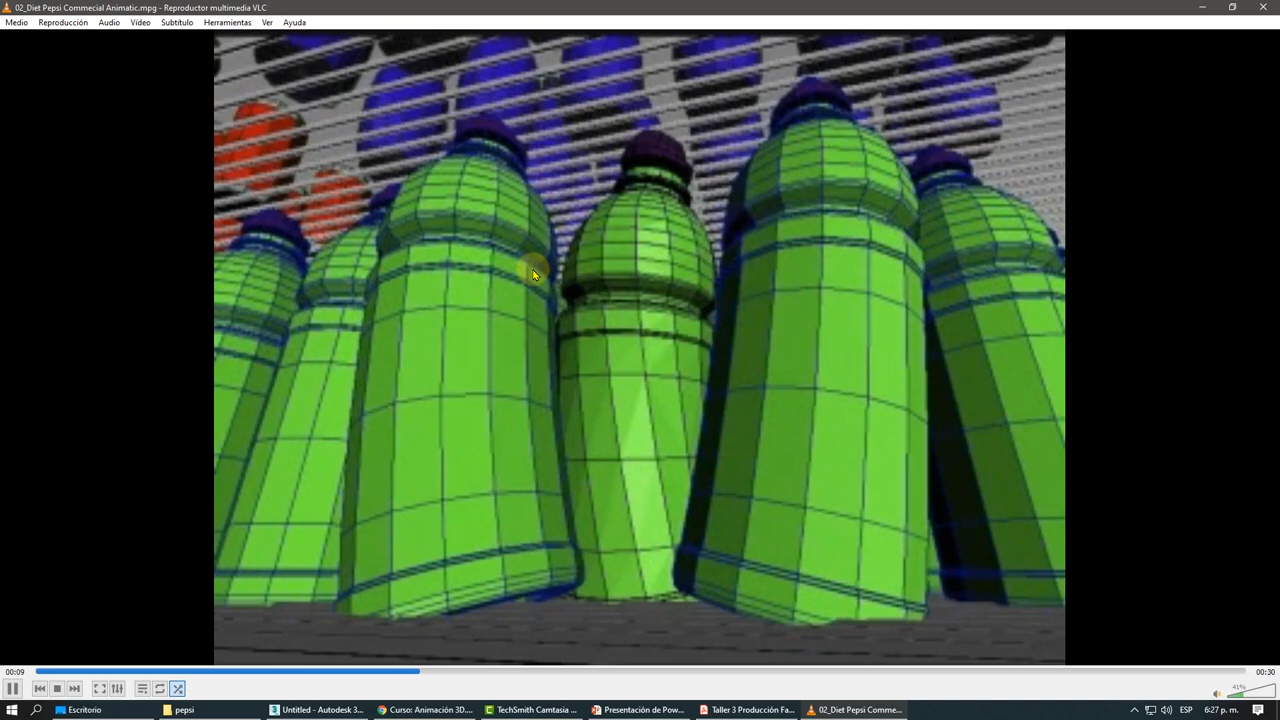 02_Diet Pepsi Commecial Animatic.mpg - Reproductor multimedia VLC
Medio Reproducción Audio Vídeo Subtítulo Herramientas Ver Ayuda
00:09 00:30
41%
Escritorio pepsi Untitled - Autodesk 3... Curso: Animación 3D.... TechSmith Camtasia ... Presentación de Pow... Taller 3 Producción Fa... 02_Diet Pepsi Comme... ESP 6:27 p. m.